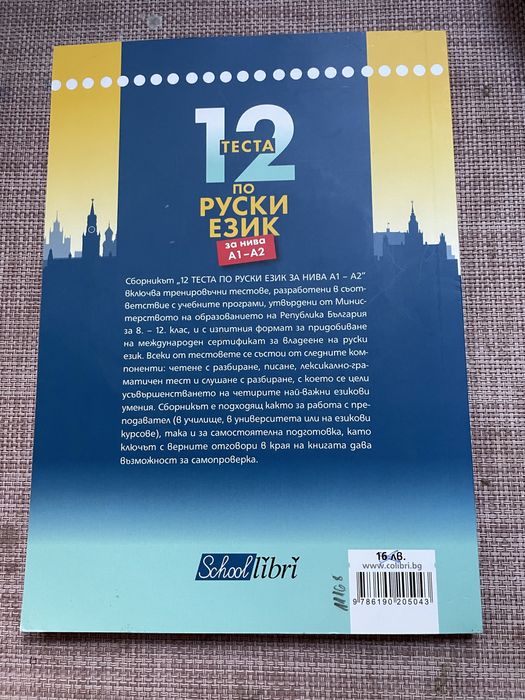 12
ТЕСТА
ПО
РУСКИ
ЕЗИК
за нива
А1–А2
Сборникът „12 ТЕСТА ПО РУСКИ ЕЗИК ЗА НИВА А1 – А2“
включва тренировъчни тестове, разработени в съот-
ветствие с учебните програми, утвърдени от Минис-
терството на образованието на Република България
за 8. – 12. клас, и с изпитния формат за придобиване
на международен сертификат за владеене на руски
език. Всеки от тестовете се състои от следните ком-
поненти: четене с разбиране, писане, лексикално-гра-
матичен тест и слушане с разбиране, с което се цели
усъвършенстването на четирите най-важни езикови
умения. Сборникът е подходящ както за работа с пре-
подавател (в училище, в университета или на езикови
курсове), така и за самостоятелна подготовка, като
ключът с верните отговори в края на книгата дава
възможност за самопроверка.
School libri
16 лв.
www.colibri.bg
9 786190 205043